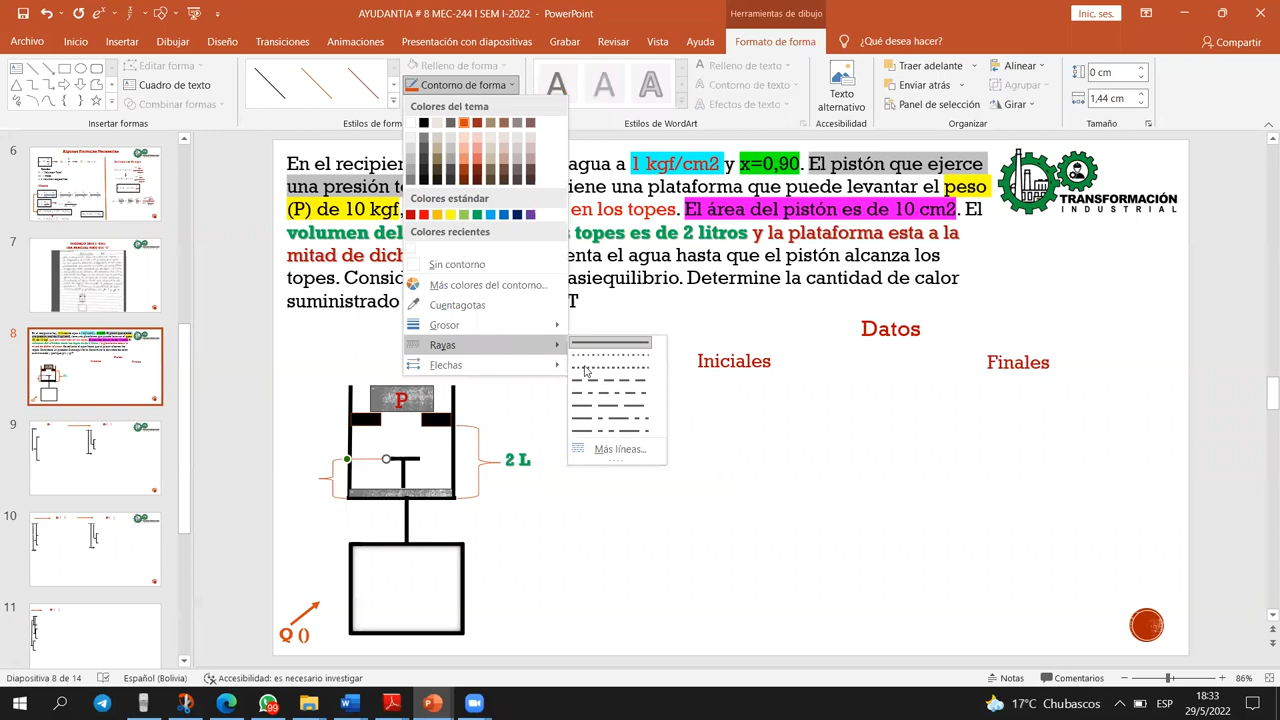 AYUDANTIA # 8 MEC-244 I SEM-2022 - PowerPoint
Herramientas de dibujo
Inic. ses.
Archivo Inicio Insertar Dibujar Diseño Transiciones Animaciones Presentación con diapositivas Grabar Revisar Vista Ayuda Formato de forma ¿Qué desea hacer? Compartir
Editar forma
Cuadro de texto
Combinar formas
Insertar formas
Relleno de forma
Contorno de forma
Estilos de form
Relleno de texto
Contorno de texto
Efectos de texto
Estilos de WordArt
Texto
alternativo
Accesibilidad
Traer adelante
Enviar atrás
Panel de selección
Alinear
Agrupar
Girar
Organizar
0 cm
1,44 cm
Tamaño
Colores del tema
Colores estándar
Colores recientes
Sin contorno
Más colores del contorno...
Cuentagotas
Grosor
Rayas
Flechas
Más líneas...
6
8
9
10
11
En el recipien agua a 1 kgf/cm2 y x=0,90. El pistón que ejerce
una presión t iene una plataforma que puede levantar el peso
(P) de 10 kgf, en los topes. El área del pistón es de 10 cm2. El
volumen del s topes es de 2 litros y la plataforma esta a la
mitad de dich enta el agua hasta que el pistón alcanza los
topes. Consid asiequilibrio. Determine la cantidad de calor
suministrado T
TRANSFORMACIÓN
INDUSTRIAL
Datos
Iniciales
Finales
P
2 L
Q ()
Diapositiva 8 de 14 Español (Bolivia) Accesibilidad: es necesario investigar Notas Comentarios 86%
99
17°C Chubascos
ESP
18:33
29/5/2022